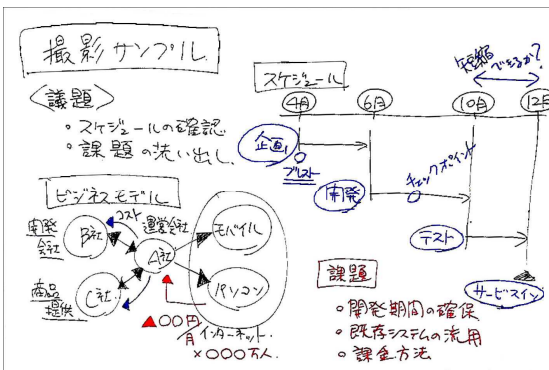 撮影サンプル
〈議題〉
・スケジュールの確認
・課題の洗い出し
ビジネスモデル
開発会社
B社
コスト
運営会社
A社
商品提供
C社
モバイル
パソコン
インターネット
▲○○円/月
×○○○万人
スケジュール
短縮できるか?
4月 6月 10月 12月
企画
ブレスト
開発
チェックポイント
テスト
サービスイン
課題
・開発期間の確保
・既存システムの流用
・課金方法